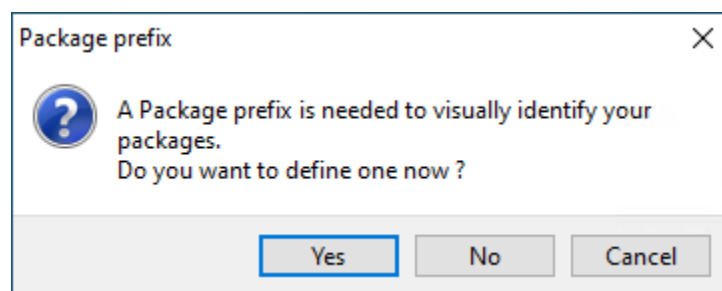 Package prefix
A Package prefix is needed to visually identify your
packages.
Do you want to define one now ?
Yes No Cancel